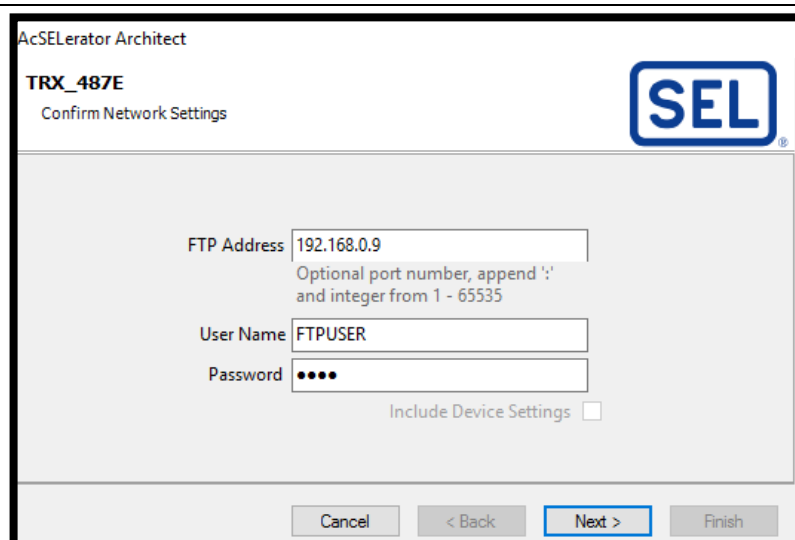 AcSELerator Architect
TRX_487E
Confirm Network Settings
SEL
®
FTP Address 192.168.0.9
Optional port number, append ':'
and integer from 1 - 65535
User Name FTPUSER
Password ●●●●
Include Device Settings
Cancel < Back Next > Finish